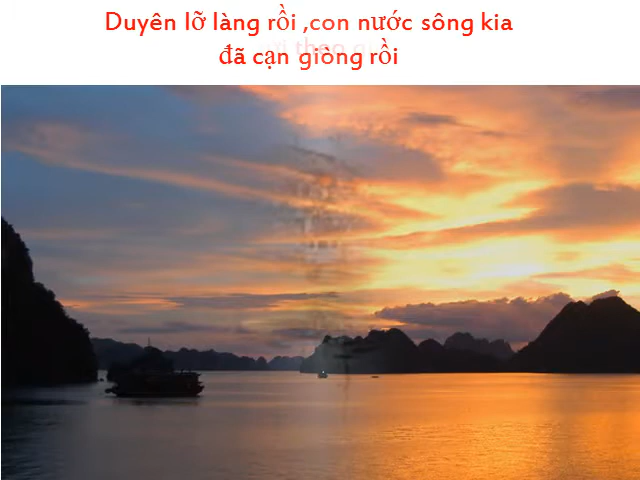 Duyên lỡ làng rồi ,con nước sông kia
đã cạn giòng rồi